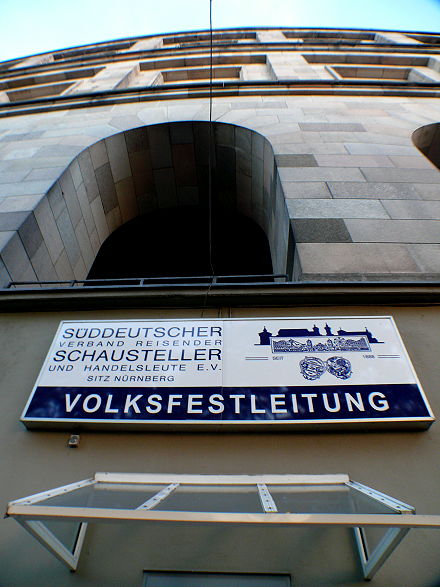 SÜDDEUTSCHER
VERBAND REISENDER
SCHAUSTELLER
UND HANDELSLEUTE E.V.
SITZ NÜRNBERG
SEIT 1888
VOLKSFESTLEITUNG